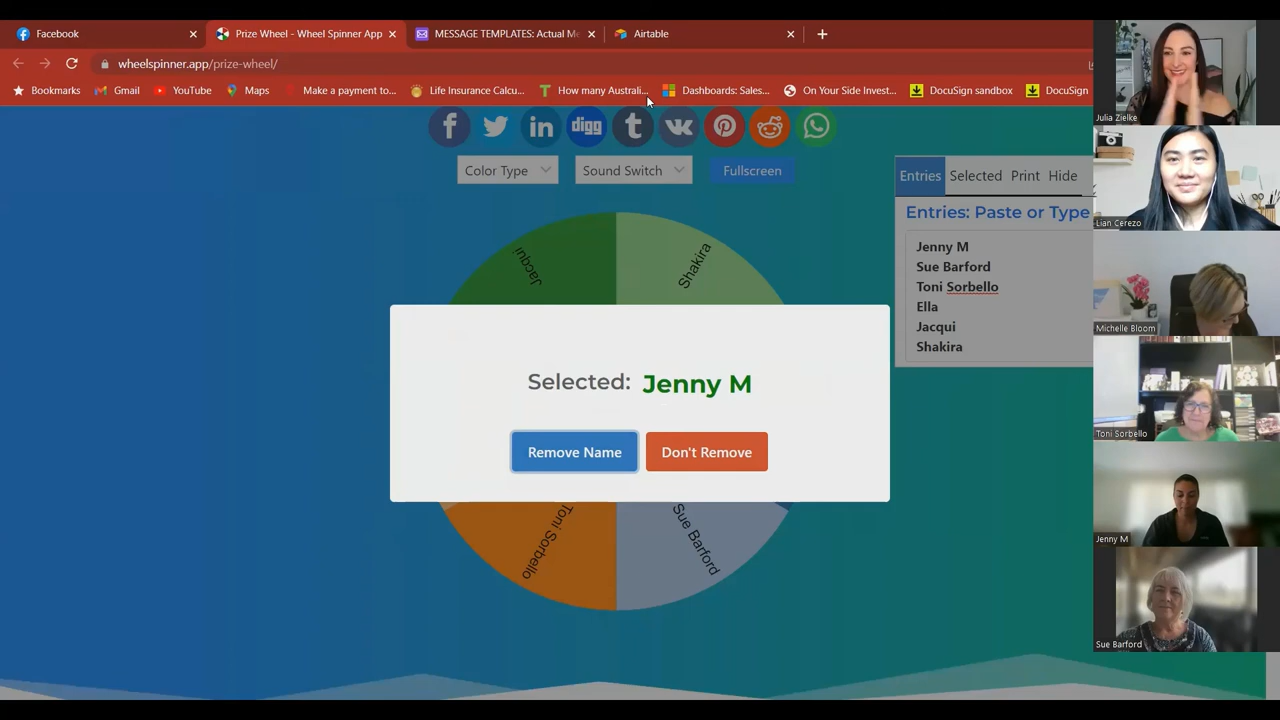 Facebook
Prize Wheel - Wheel Spinner App
MESSAGE TEMPLATES: Actual Me
Airtable
wheelspinner.app/prize-wheel/
Bookmarks
Gmail
YouTube
Maps
Make a payment to...
Life Insurance Calcu...
How many Australi...
Dashboards: Sales...
On Your Side Invest...
DocuSign sandbox
DocuSign
digg
Color Type
Sound Switch
Fullscreen
Entries
Selected
Print
Hide
Entries: Paste or Type
Jenny M
Sue Barford
Toni Sorbello
Ella
Jacqui
Shakira
Jacqui
Shakira
Selected: Jenny M
Remove Name
Don't Remove
Toni Sorbello
Sue Barford
Julia Zielke
Lian Cerezo
Michelle Bloom
Toni Sorbello
Jenny M
Sue Barford